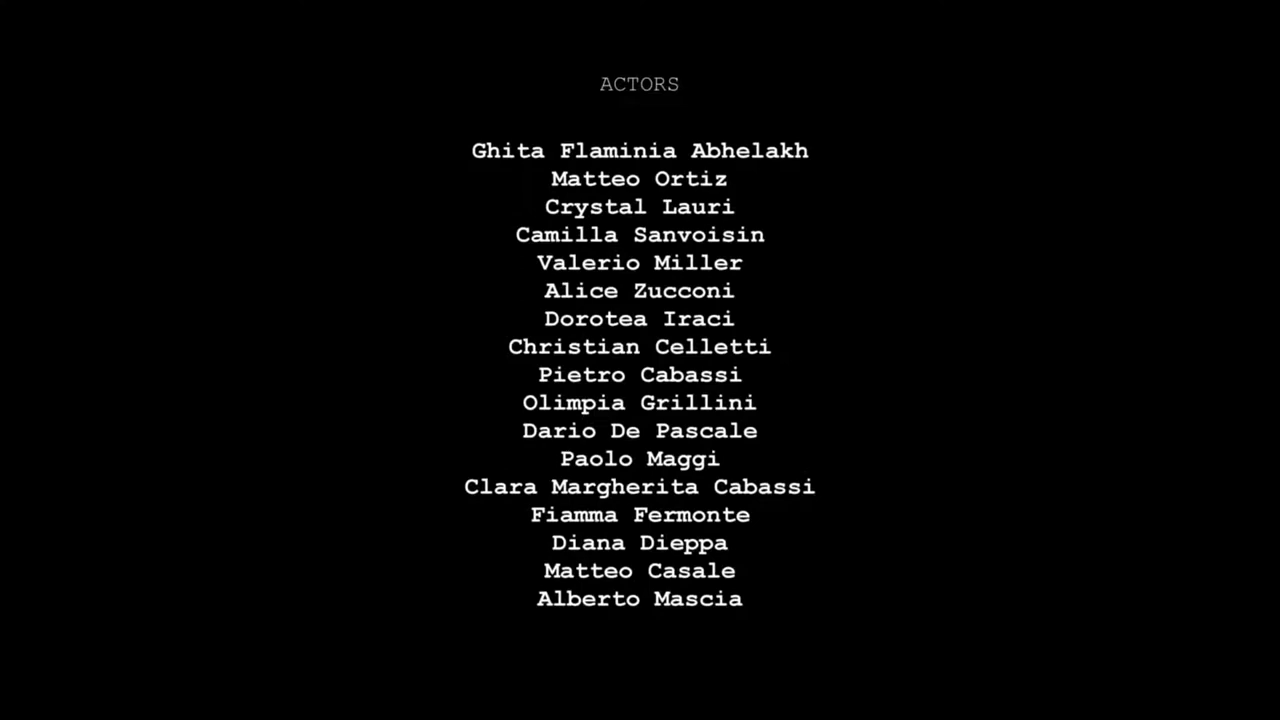 ACTORS
Ghita Flaminia Abhelakh
Matteo Ortiz
Crystal Lauri
Camilla Sanvoisin
Valerio Miller
Alice Zucconi
Dorotea Iraci
Christian Celletti
Pietro Cabassi
Olimpia Grillini
Dario De Pascale
Paolo Maggi
Clara Margherita Cabassi
Fiamma Fermonte
Diana Dieppa
Matteo Casale
Alberto Mascia